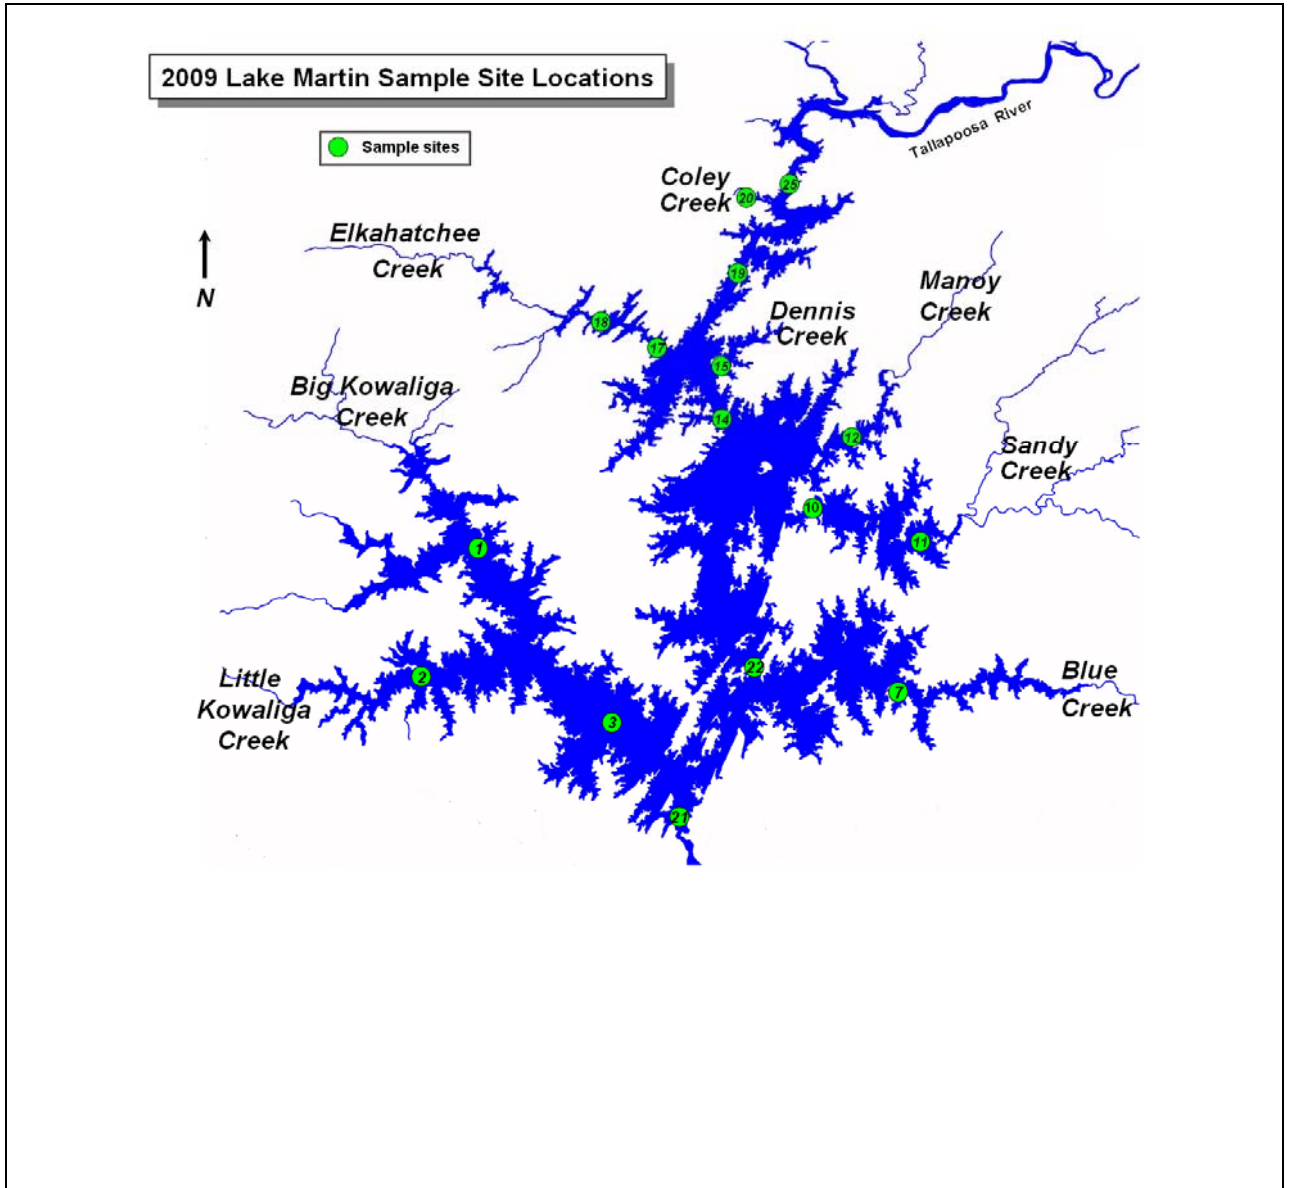 2009 Lake Martin Sample Site Locations
Sample sites
Tallapoosa River
Coley
Creek
20
25
Elkahatchee
Creek
N
19
Manoy
Creek
Dennis
Creek
18
17
15
Big Kowaliga
Creek
14
12
Sandy
Creek
10
11
1
22
Blue
Creek
7
2
Little
Kowaliga
Creek
3
21